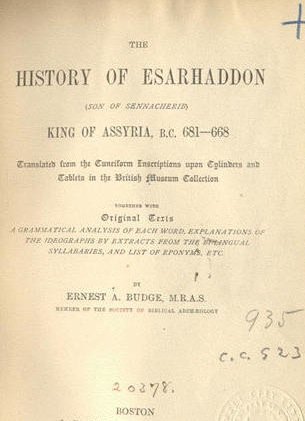 THE
HISTORY OF ESARHADDON
(SON OF SENNACHERIB)
KING OF ASSYRIA, B.C. 681—668
Translated from the Cuneiform Inscriptions upon Cylinders and
Tablets in the British Museum Collection
TOGETHER WITH
Original Texts
A GRAMMATICAL ANALYSIS OF EACH WORD, EXPLANATIONS OF
THE IDEOGRAPHS BY EXTRACTS FROM THE BI-LINGUAL
SYLLABARIES, AND LIST OF EPONYMS, ETC.
BY
ERNEST A. BUDGE, M.R.A.S.
MEMBER OF THE SOCIETY OF BIBLICAL ARCHÆOLOGY
935
C.C. 523
20378.
BOSTON